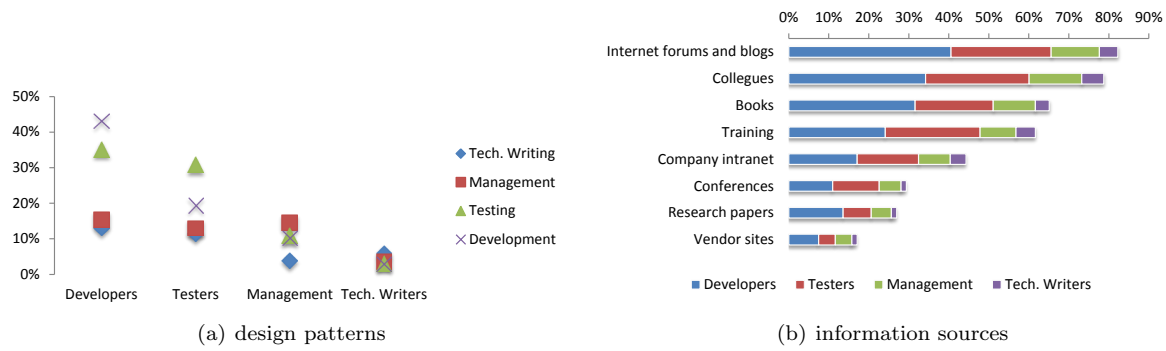 50%
40%
30%
20%
10%
0%
Developers Testers Management Tech. Writers
Tech. Writing
Management
Testing
Development
(a) design patterns
0% 10% 20% 30% 40% 50% 60% 70% 80% 90%
Internet forums and blogs
Collegues
Books
Training
Company intranet
Conferences
Research papers
Vendor sites
Developers Testers Management Tech. Writers
(b) information sources